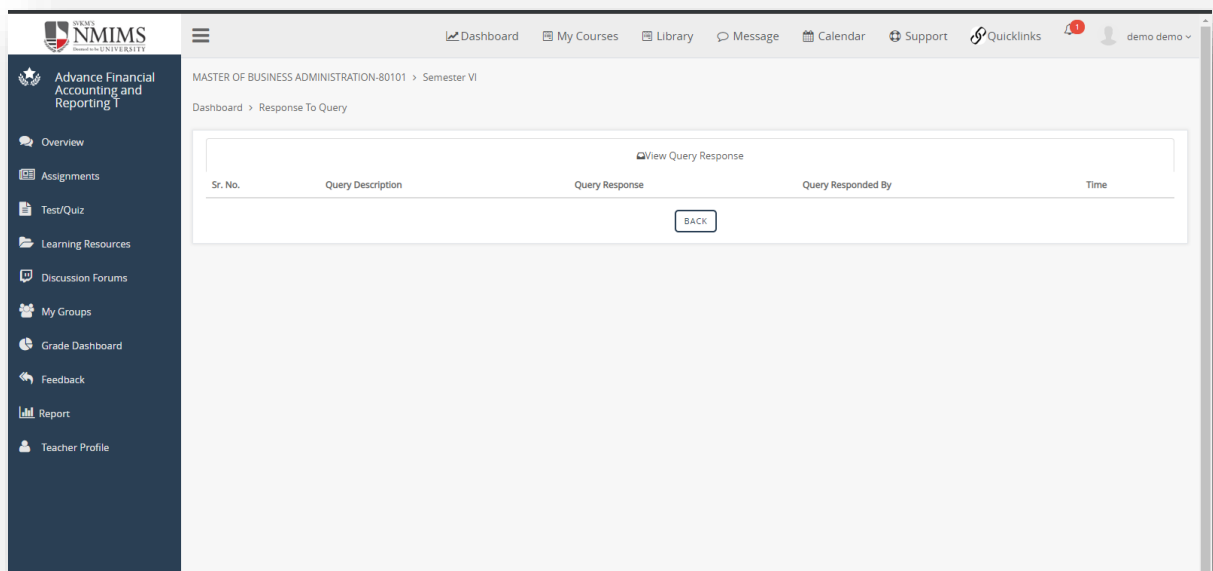 SVKM'S
NMIMS
Deemed to be UNIVERSITY
Dashboard My Courses Library Message Calendar Support Quicklinks 1 demo demo
Advance Financial
Accounting and
Reporting T
MASTER OF BUSINESS ADMINISTRATION-80101 > Semester VI
Dashboard > Response To Query
Overview
Assignments
Test/Quiz
Learning Resources
Discussion Forums
My Groups
Grade Dashboard
Feedback
Report
Teacher Profile
View Query Response
Sr. No. Query Description Query Response Query Responded By Time
BACK